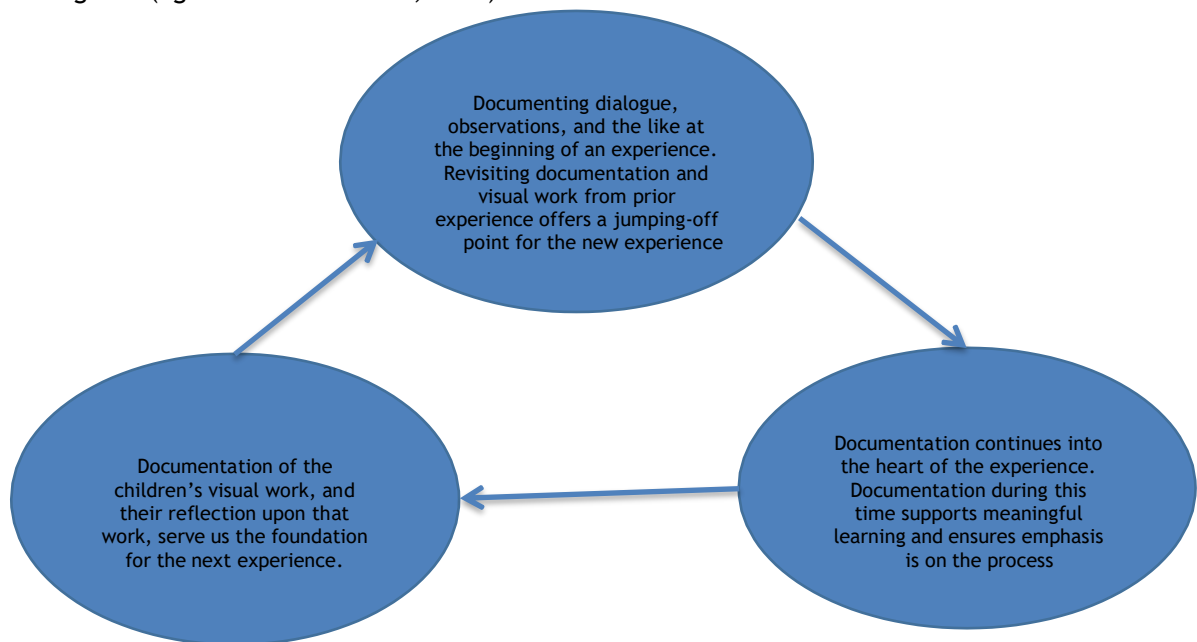 Documenting dialogue,
observations, and the like at
the beginning of an experience.
Revisiting documentation and
visual work from prior
experience offers a jumping-off
point for the new experience
Documentation continues into
the heart of the experience.
Documentation during this
time supports meaningful
learning and ensures emphasis
is on the process
Documentation of the
children’s visual work, and
their reflection upon that
work, serve us the foundation
for the next experience.